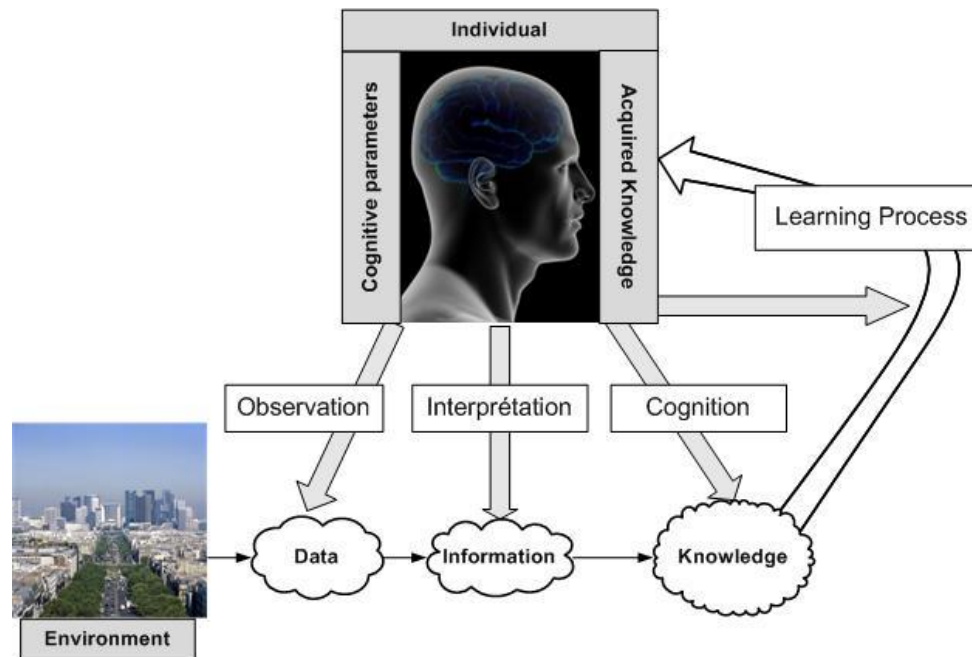 Individual
Cognitive parameters
Acquired Knowledge
Learning Process
Observation
Interprétation
Cognition
Data
Information
Knowledge
Environment